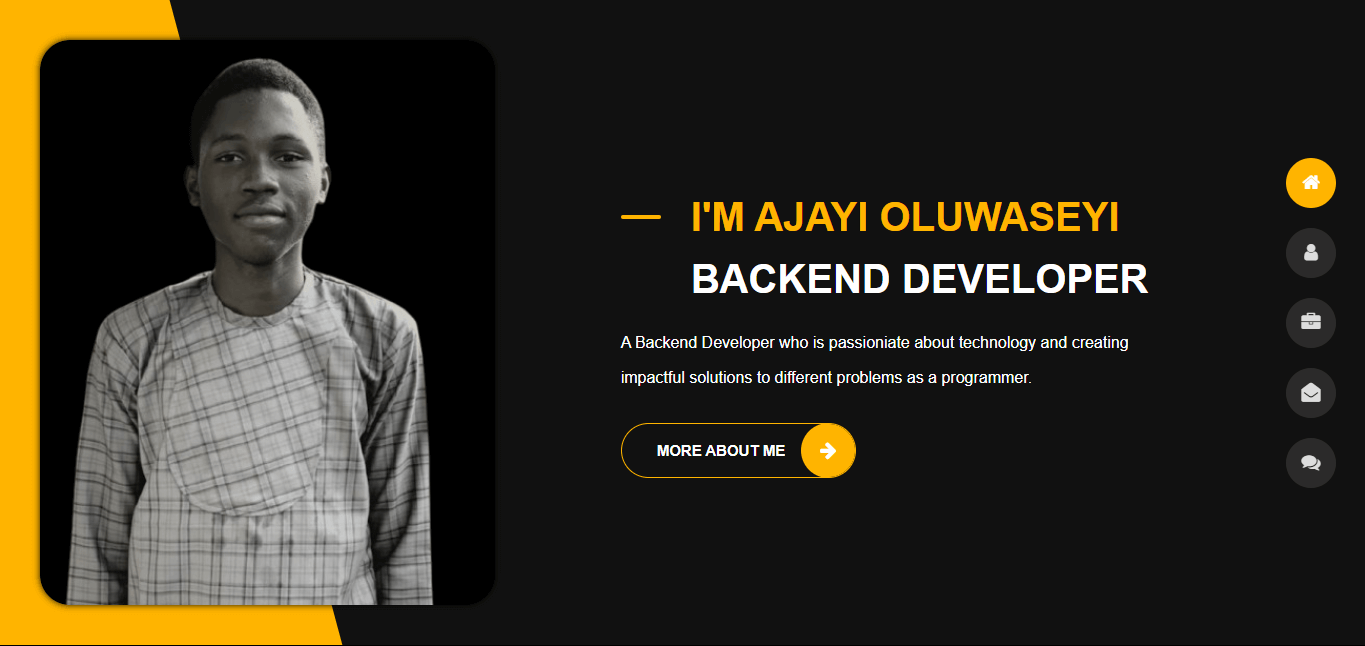 I'M AJAYI OLUWASEYI
BACKEND DEVELOPER
A Backend Developer who is passioniate about technology and creating
impactful solutions to different problems as a programmer.
MORE ABOUT ME